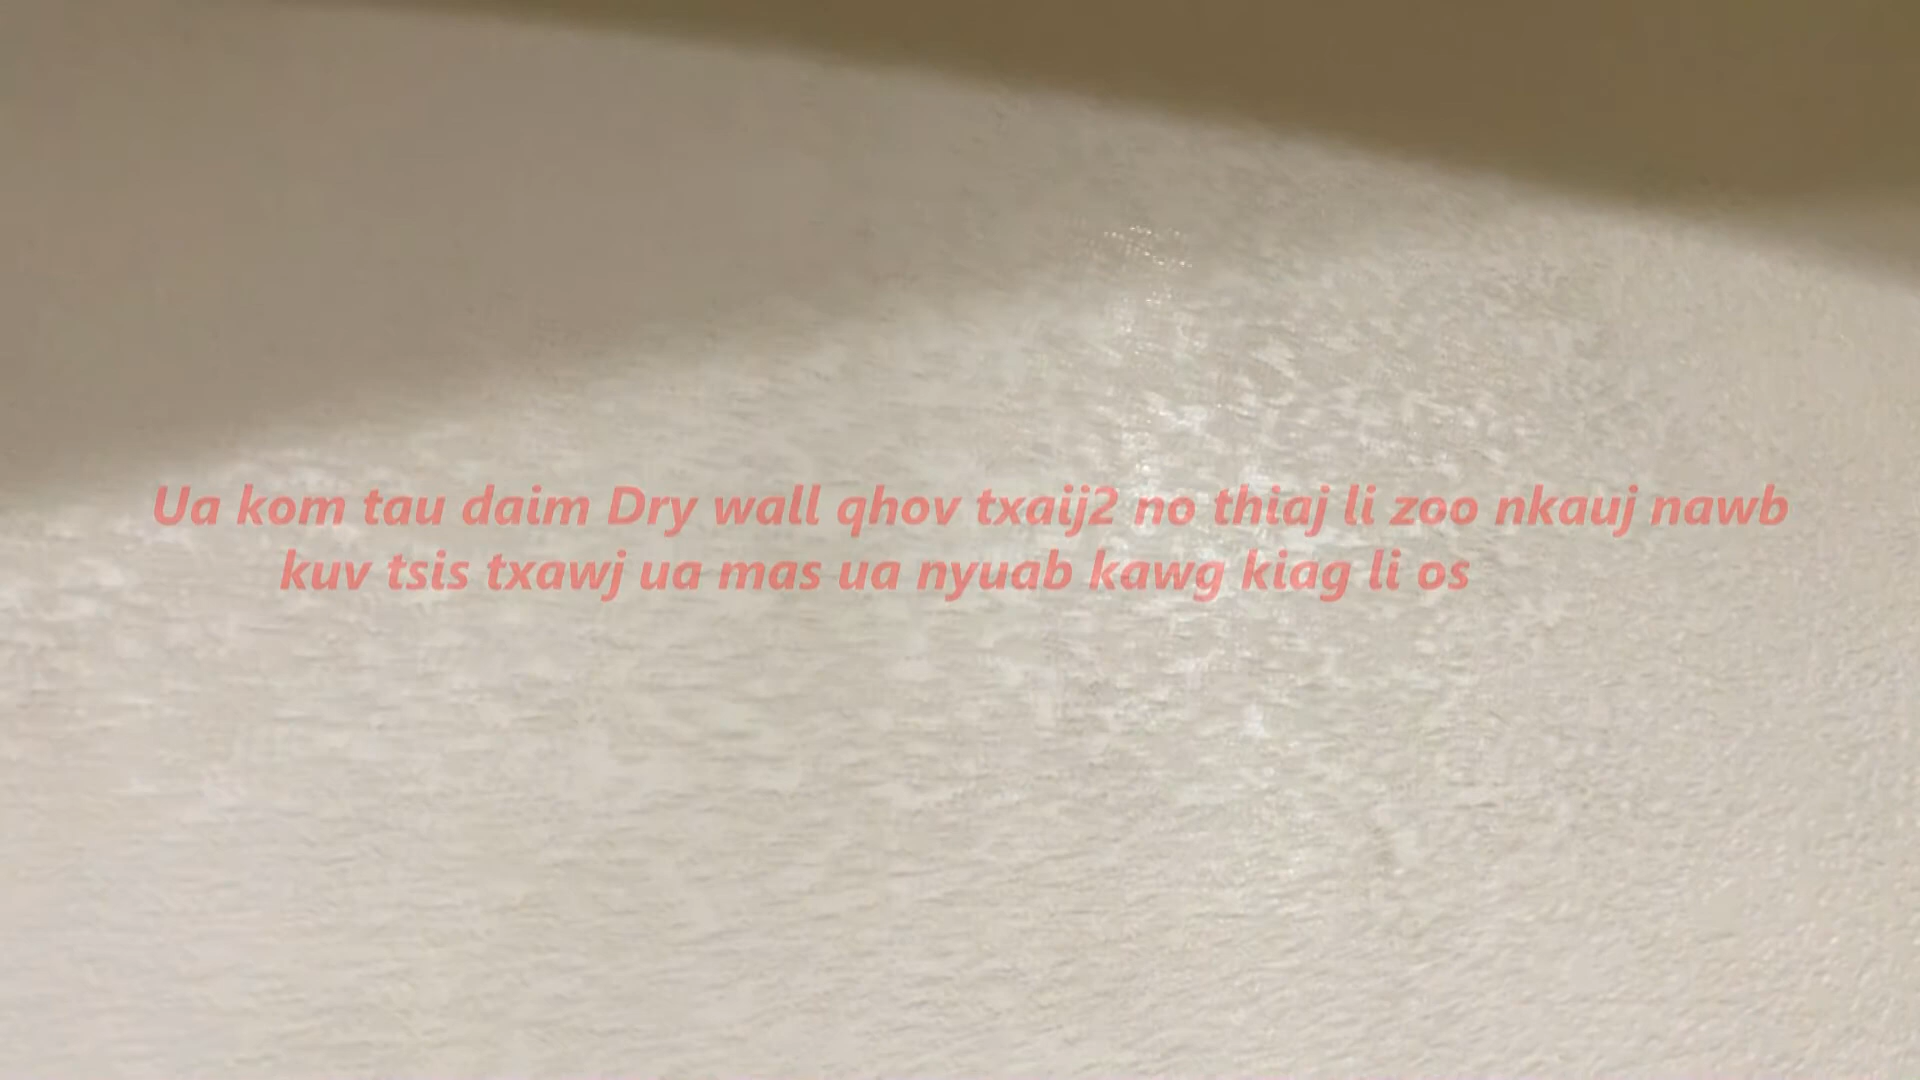 Ua kom tau daim Dry wall qhov txaij2 no thiaj li zoo nkauj nawb
kuv tsis txawj ua mas ua nyuab kawg kiag li os